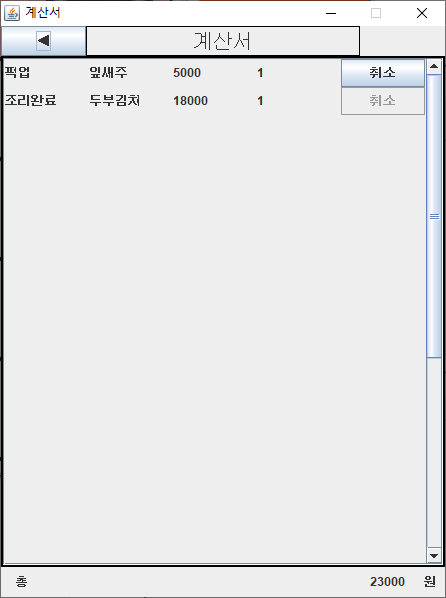 계산서
◀ 계산서
픽업 잎새주 5000 1 취소
조리완료 두부김치 18000 1 취소
총 23000 원